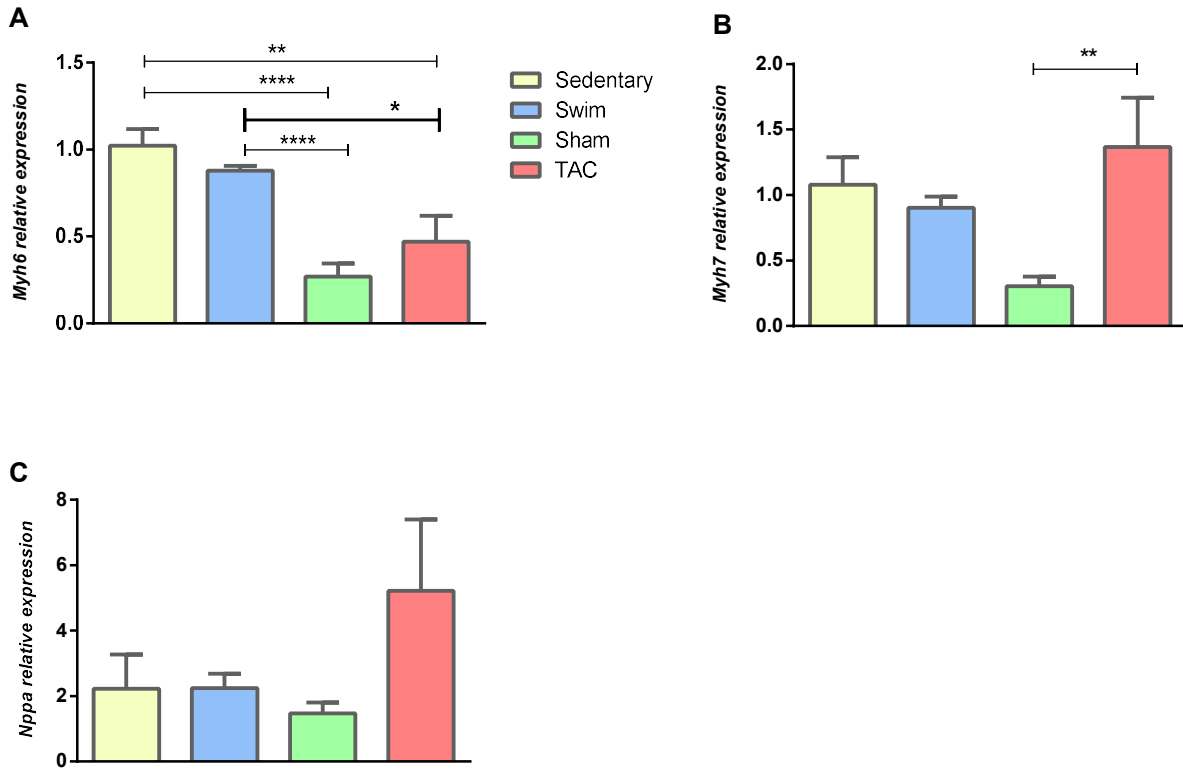 A
Myh6 relative expression
1.5
1.0
0.5
0.0
**
****
*
****
Sedentary
Swim
Sham
TAC
B
Myh7 relative expression
2.0
1.5
1.0
0.5
0.0
**
C
Nppa relative expression
8
6
4
2
0